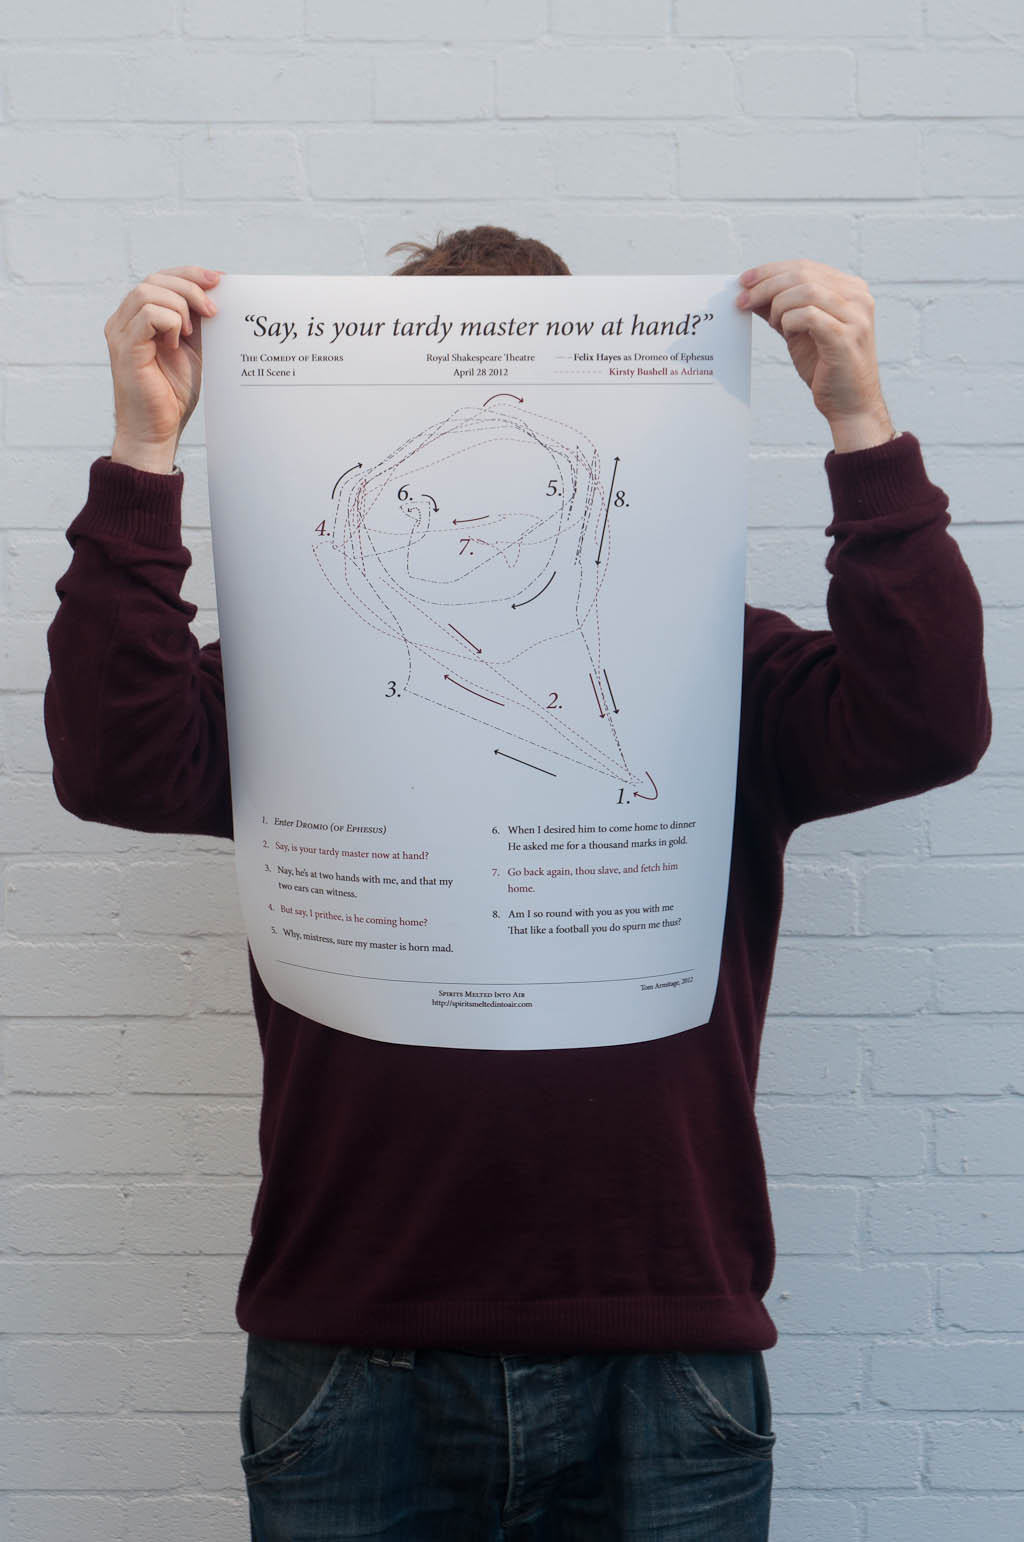 “Say, is your tardy master now at hand?”
The Comedy of Errors
Act II Scene i
Royal Shakespeare Theatre
April 28 2012
Felix Hayes as Dromeo of Ephesus
Kirsty Bushell as Adriana
6.
5.
8.
4.
7.
3.
2.
1.
1. Enter Dromio (of Ephesus)
2. Say, is your tardy master now at hand?
3. Nay, he's at two hands with me, and that my
two ears can witness.
4. But say, I prithee, is he coming home?
5. Why, mistress, sure my master is horn mad.
6. When I desired him to come home to dinner
He asked me for a thousand marks in gold.
7. Go back again, thou slave, and fetch him
home.
8. Am I so round with you as you with me
That like a football you do spurn me thus?
Spirits Melted Into Air
http://spiritsmeltedintoair.com
Tom Armitage, 2012